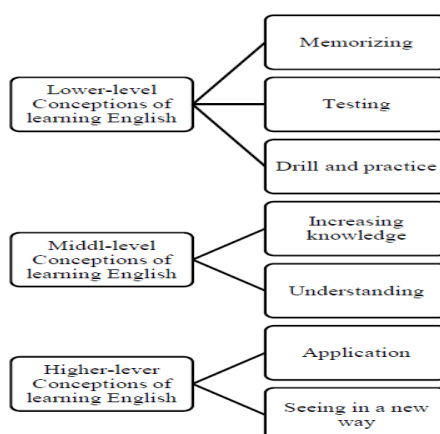 Lower-level
Conceptions of
learning English
Memorizing
Testing
Drill and practice
Middl-level
Conceptions of
learning English
Increasing
knowledge
Understanding
Higher-lever
Conceptions of
learning English
Application
Seeing in a new
way